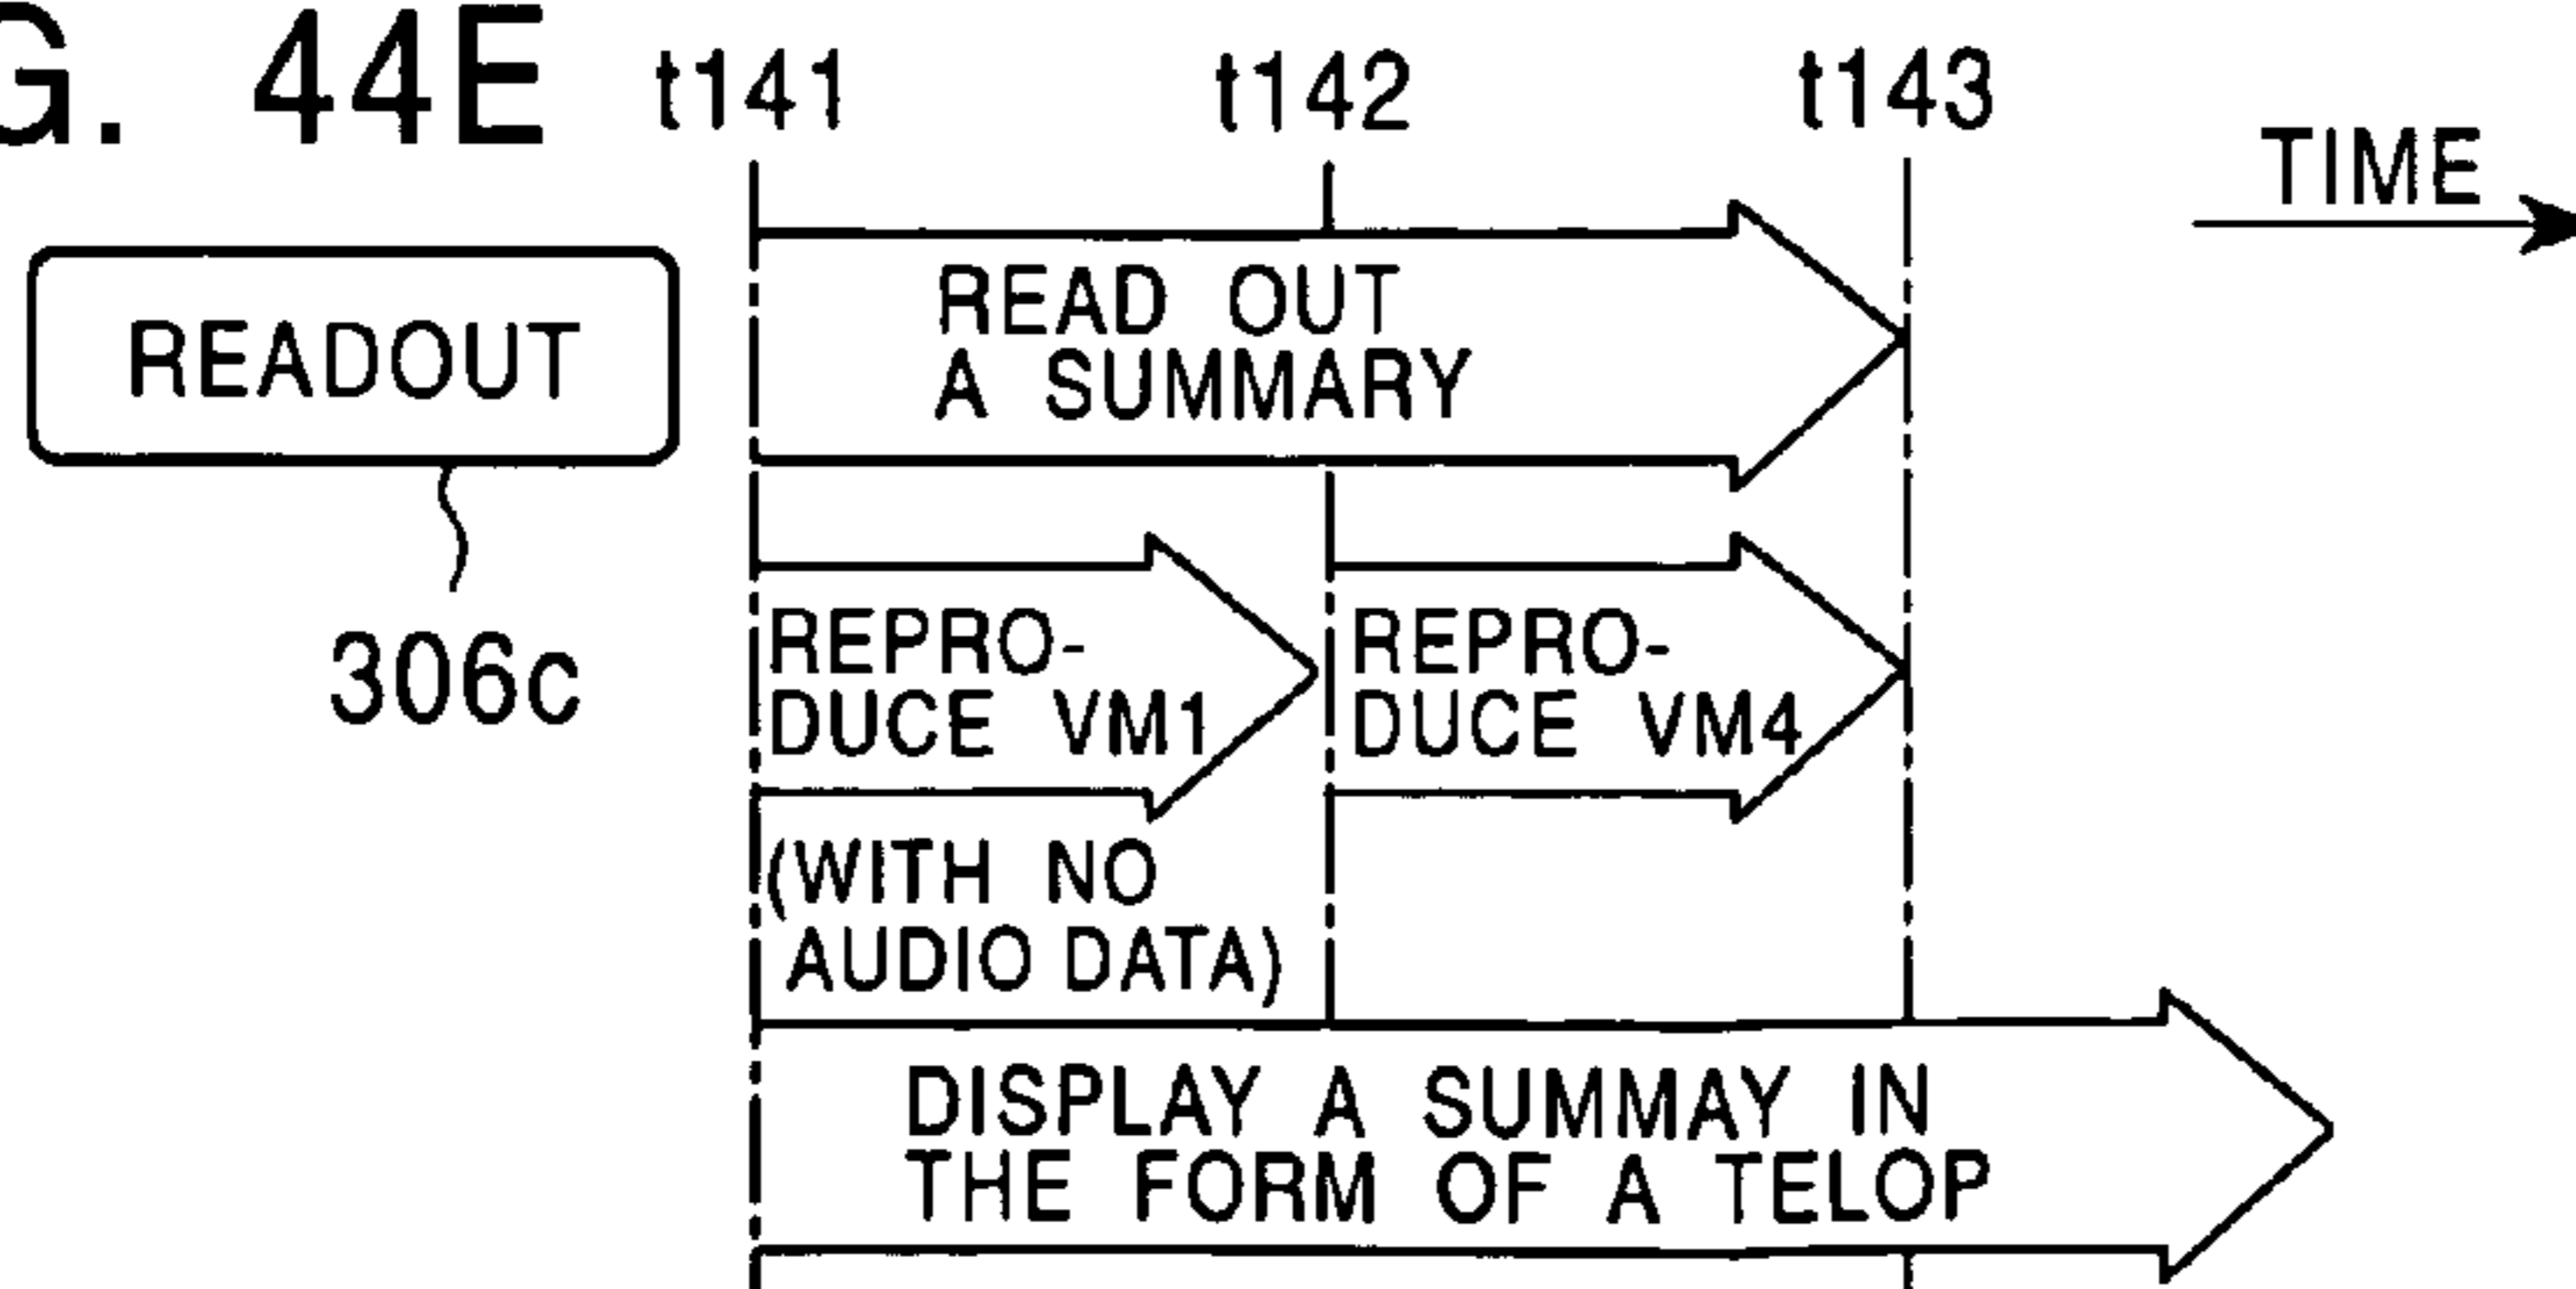 G. 44E
t141
t142
t143
TIME
READOUT
306c
READ OUT
A SUMMARY
REPRO-
DUCE VM1
REPRO-
DUCE VM4
(WITH NO
AUDIO DATA)
DISPLAY A SUMMAY IN
THE FORM OF A TELOP